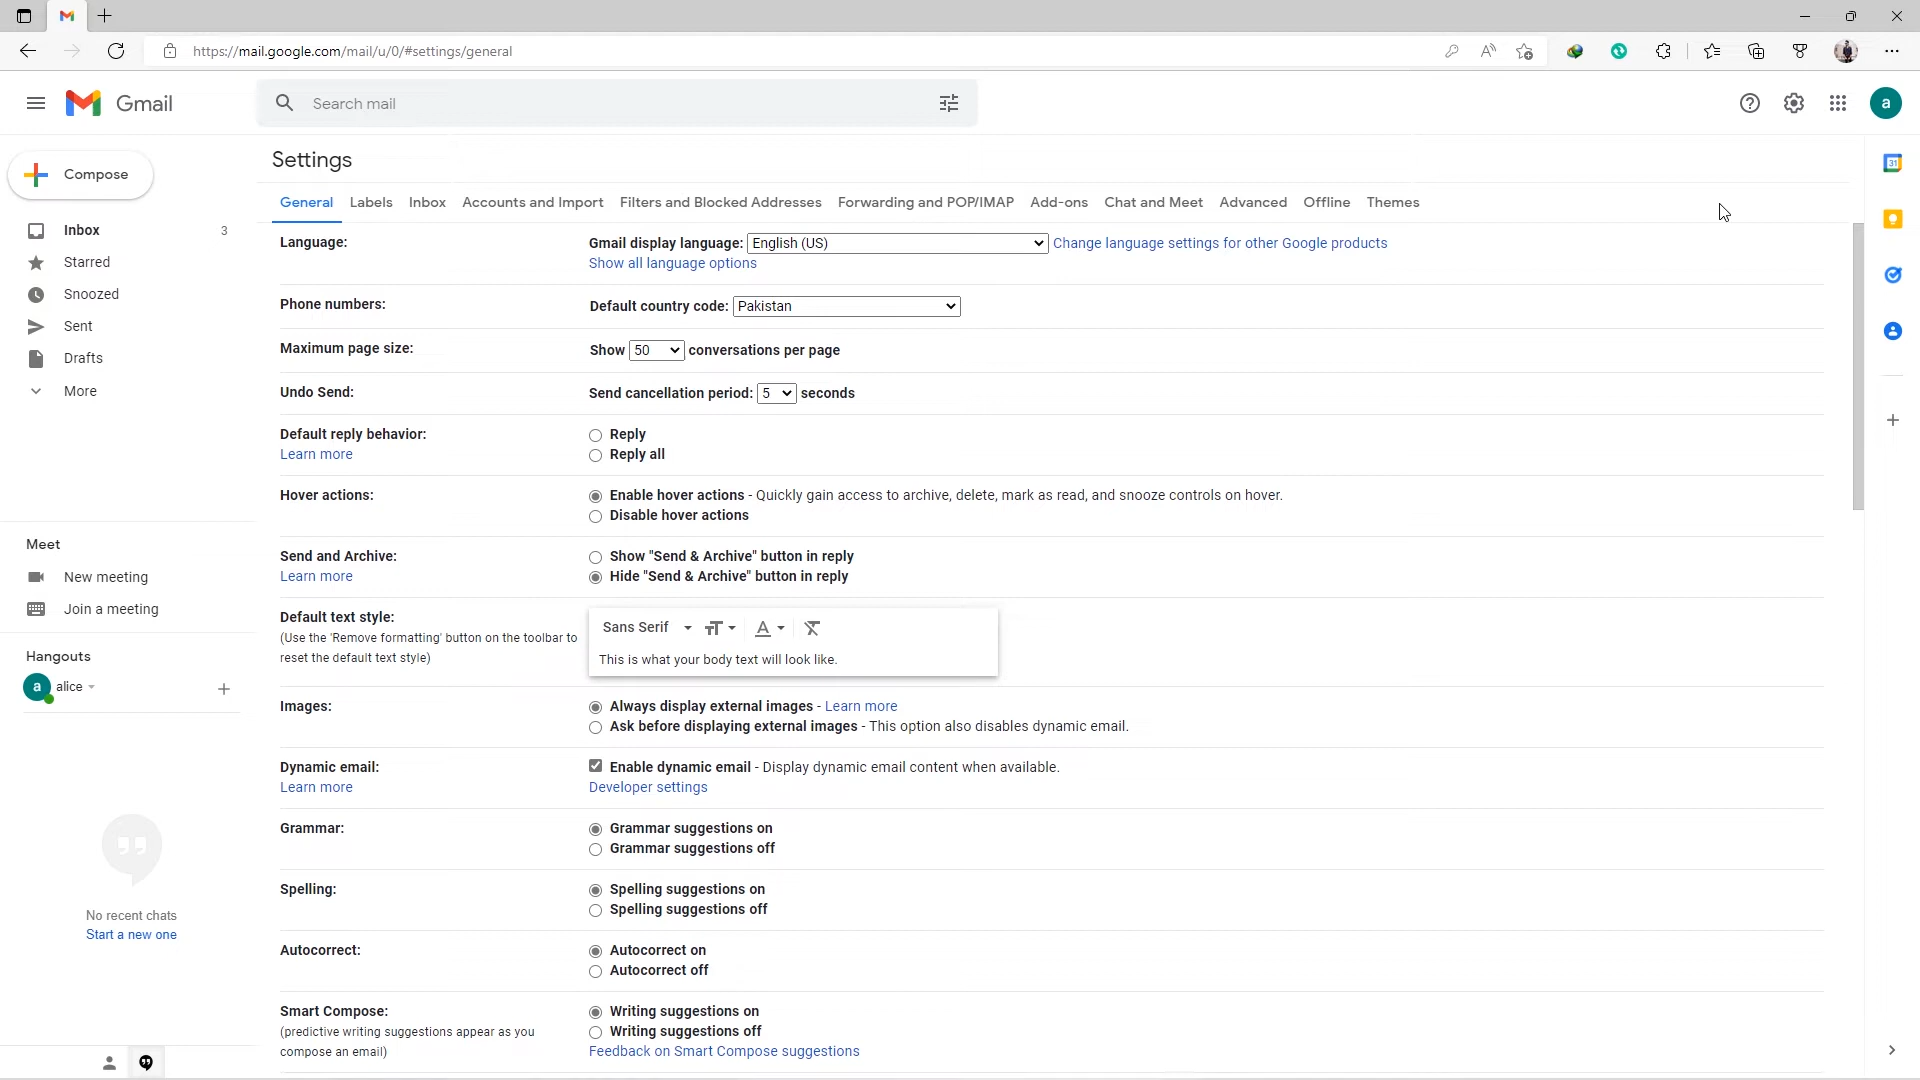 https://mail.google.com/mail/u/0/#settings/general
Gmail
Search mail
a
Compose
Inbox 3
Starred
Snoozed
Sent
Drafts
More
Meet
New meeting
Join a meeting
Hangouts
a alice
No recent chats
Start a new one
Settings
General Labels Inbox Accounts and Import Filters and Blocked Addresses Forwarding and POP/IMAP Add-ons Chat and Meet Advanced Offline Themes
Language: Gmail display language: English (US) Change language settings for other Google products
Show all language options
Phone numbers: Default country code: Pakistan
Maximum page size: Show 50 conversations per page
Undo Send: Send cancellation period: 5 seconds
Default reply behavior: Reply
Learn more Reply all
Hover actions: Enable hover actions - Quickly gain access to archive, delete, mark as read, and snooze controls on hover.
Disable hover actions
Send and Archive: Show "Send & Archive" button in reply
Learn more Hide "Send & Archive" button in reply
Default text style: Sans Serif
(Use the 'Remove formatting' button on the toolbar to
reset the default text style) This is what your body text will look like.
Images: Always display external images - Learn more
Ask before displaying external images - This option also disables dynamic email.
Dynamic email: Enable dynamic email - Display dynamic email content when available.
Learn more Developer settings
Grammar: Grammar suggestions on
Grammar suggestions off
Spelling: Spelling suggestions on
Spelling suggestions off
Autocorrect: Autocorrect on
Autocorrect off
Smart Compose: Writing suggestions on
(predictive writing suggestions appear as you Writing suggestions off
compose an email) Feedback on Smart Compose suggestions
31